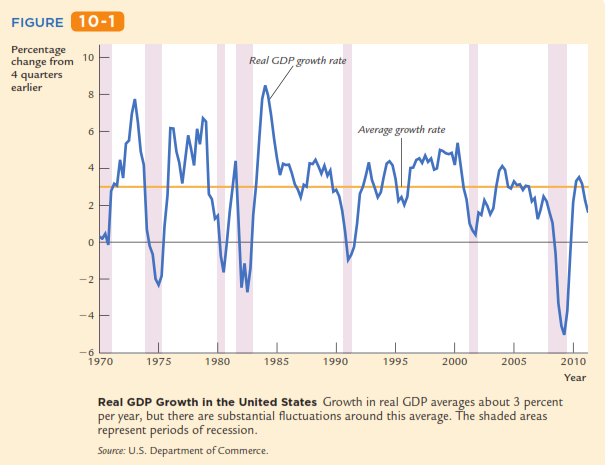 FIGURE 10-1
Percentage
change from
4 quarters
earlier
10
8
6
4
2
0
−2
−4
−6
Real GDP growth rate
Average growth rate
1970 1975 1980 1985 1990 1995 2000 2005 2010
Year
Real GDP Growth in the United States Growth in real GDP averages about 3 percent
per year, but there are substantial fluctuations around this average. The shaded areas
represent periods of recession.
Source: U.S. Department of Commerce.